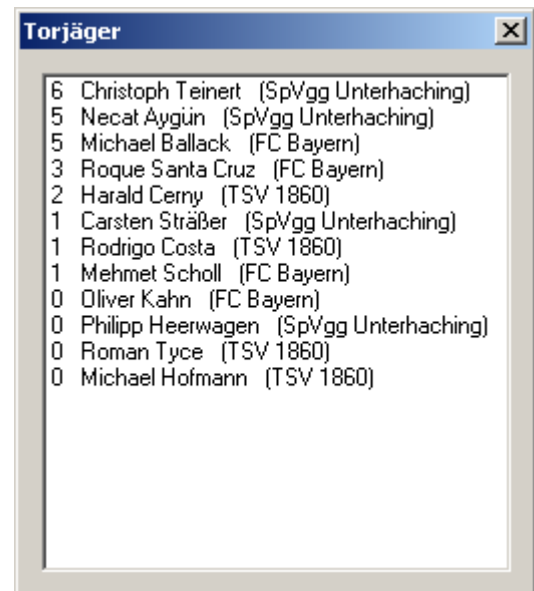 Torjäger
6 Christoph Teinert (SpVgg Unterhaching)
5 Necat Aygün (SpVgg Unterhaching)
5 Michael Ballack (FC Bayern)
3 Roque Santa Cruz (FC Bayern)
2 Harald Cerny (TSV 1860)
1 Carsten Sträßer (SpVgg Unterhaching)
1 Rodrigo Costa (TSV 1860)
1 Mehmet Scholl (FC Bayern)
0 Oliver Kahn (FC Bayern)
0 Philipp Heerwagen (SpVgg Unterhaching)
0 Roman Tyce (TSV 1860)
0 Michael Hofmann (TSV 1860)